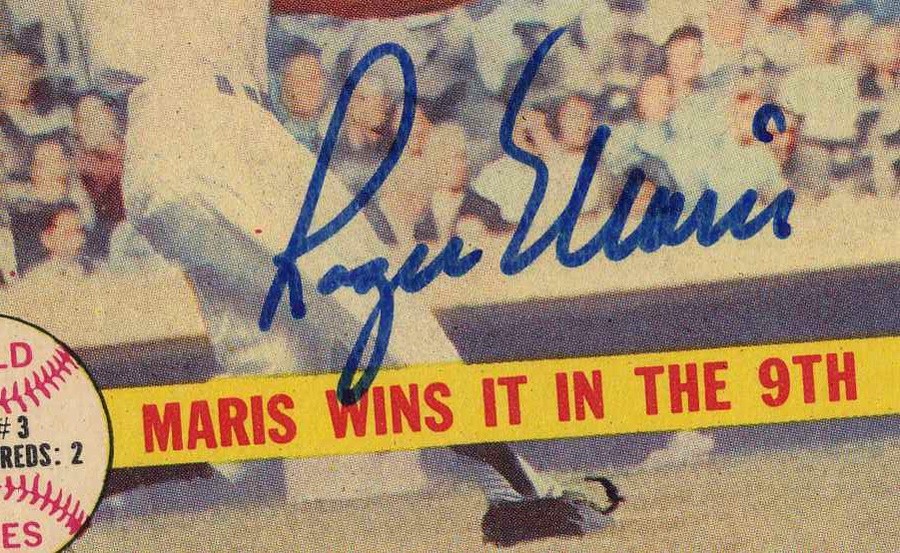 Roger Maris
MARIS WINS IT IN THE 9TH
LD
#3
REDS: 2
ES